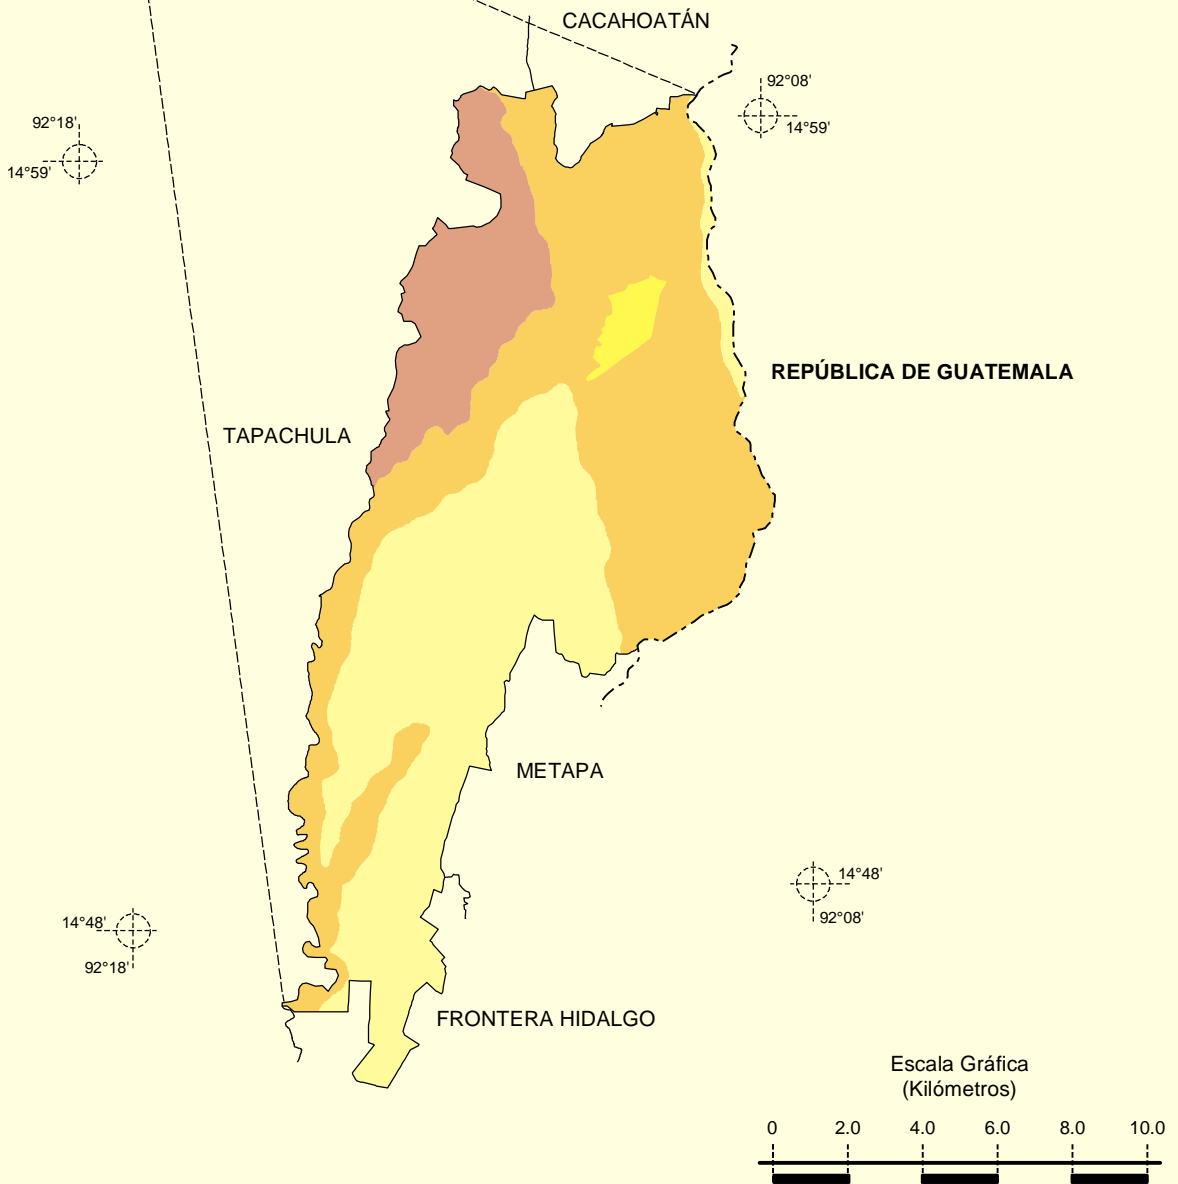 CACAHOATÁN
92°08'
14°59'
92°18'
14°59'
REPÚBLICA DE GUATEMALA
TAPACHULA
METAPA
14°48'
92°08'
14°48'
92°18'
FRONTERA HIDALGO
Escala Gráfica
(Kilómetros)
0 2.0 4.0 6.0 8.0 10.0